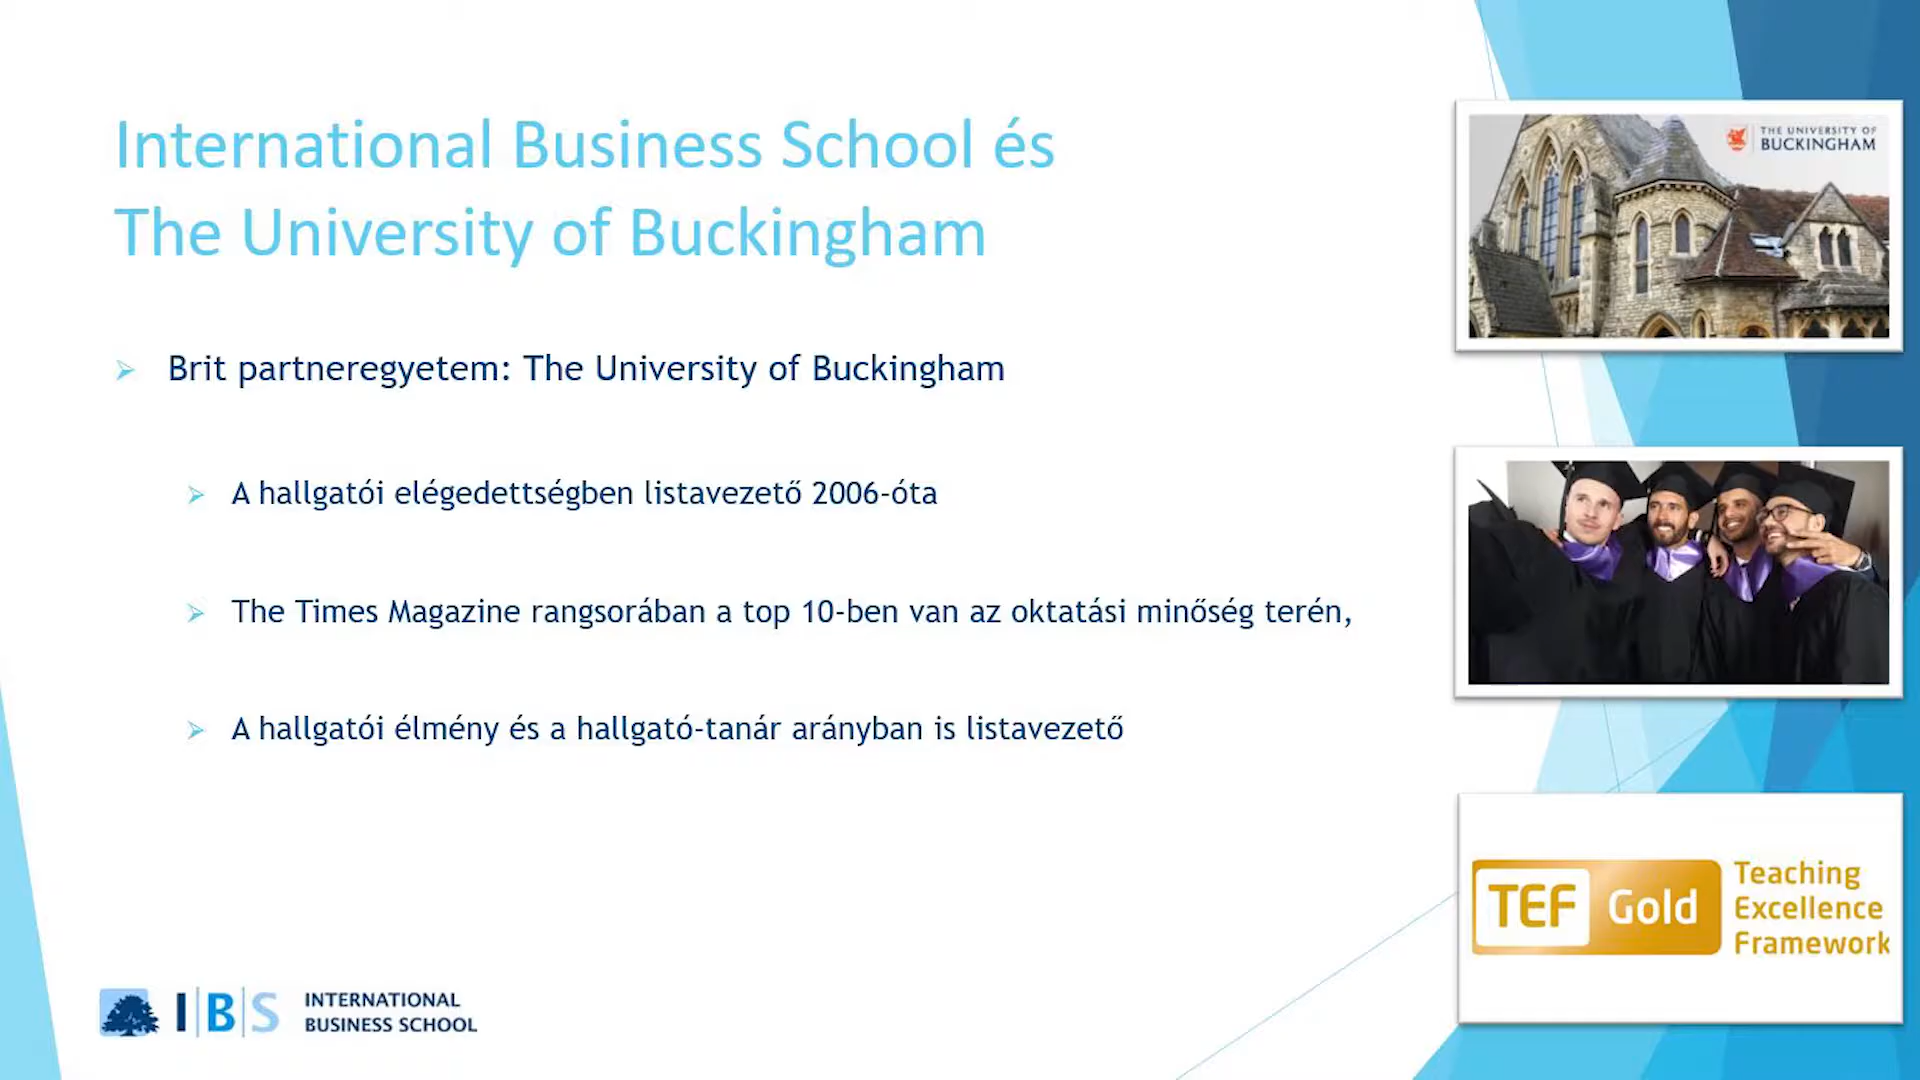 International Business School és
The University of Buckingham
Brit partneregyetem: The University of Buckingham
A hallgatói elégedettségben listavezető 2006-óta
The Times Magazine rangsorában a top 10-ben van az oktatási minőség terén,
A hallgatói élmény és a hallgató-tanár arányban is listavezető
THE UNIVERSITY OF
BUCKINGHAM
TEF Gold
Teaching
Excellence
Framework
IBS
INTERNATIONAL
BUSINESS SCHOOL